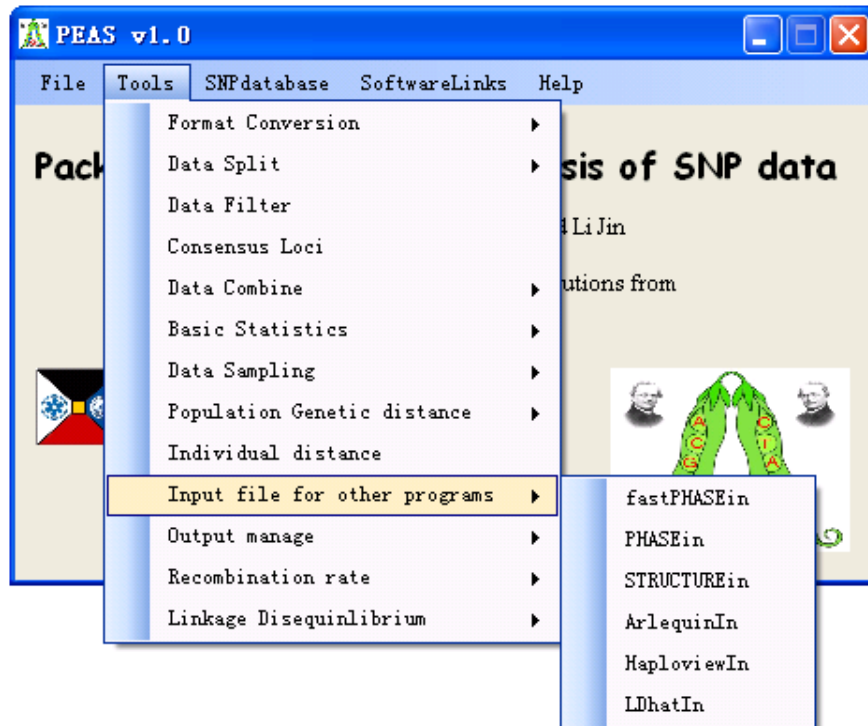 PEAS v1.0
File Tools SNPdatabase SoftwareLinks Help
Pack sis of SNP data
Li Jin
utions from
Format Conversion
Data Split
Data Filter
Consensus Loci
Data Combine
Basic Statistics
Data Sampling
Population Genetic distance
Individual distance
Input file for other programs
Output manage
Recombination rate
Linkage Disequinlibrium
ACG
CIA
fastPHASEin
PHASEin
STRUCTUREin
ArlequinIn
HaploviewIn
LDhatIn